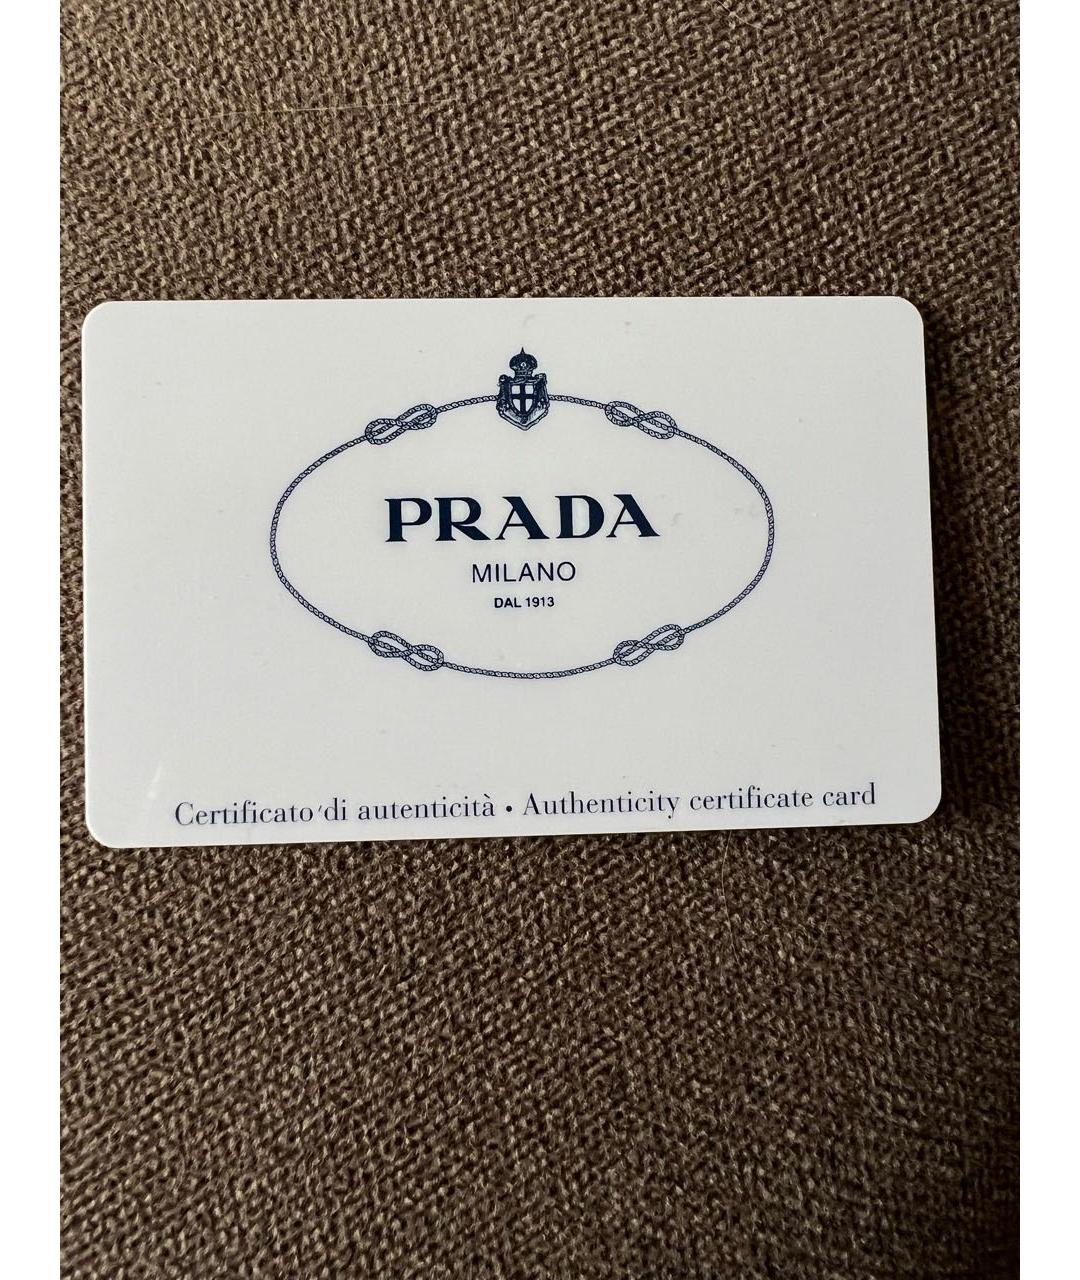 PRADA
MILANO
DAL 1913
Certificato di autenticità • Authenticity certificate card